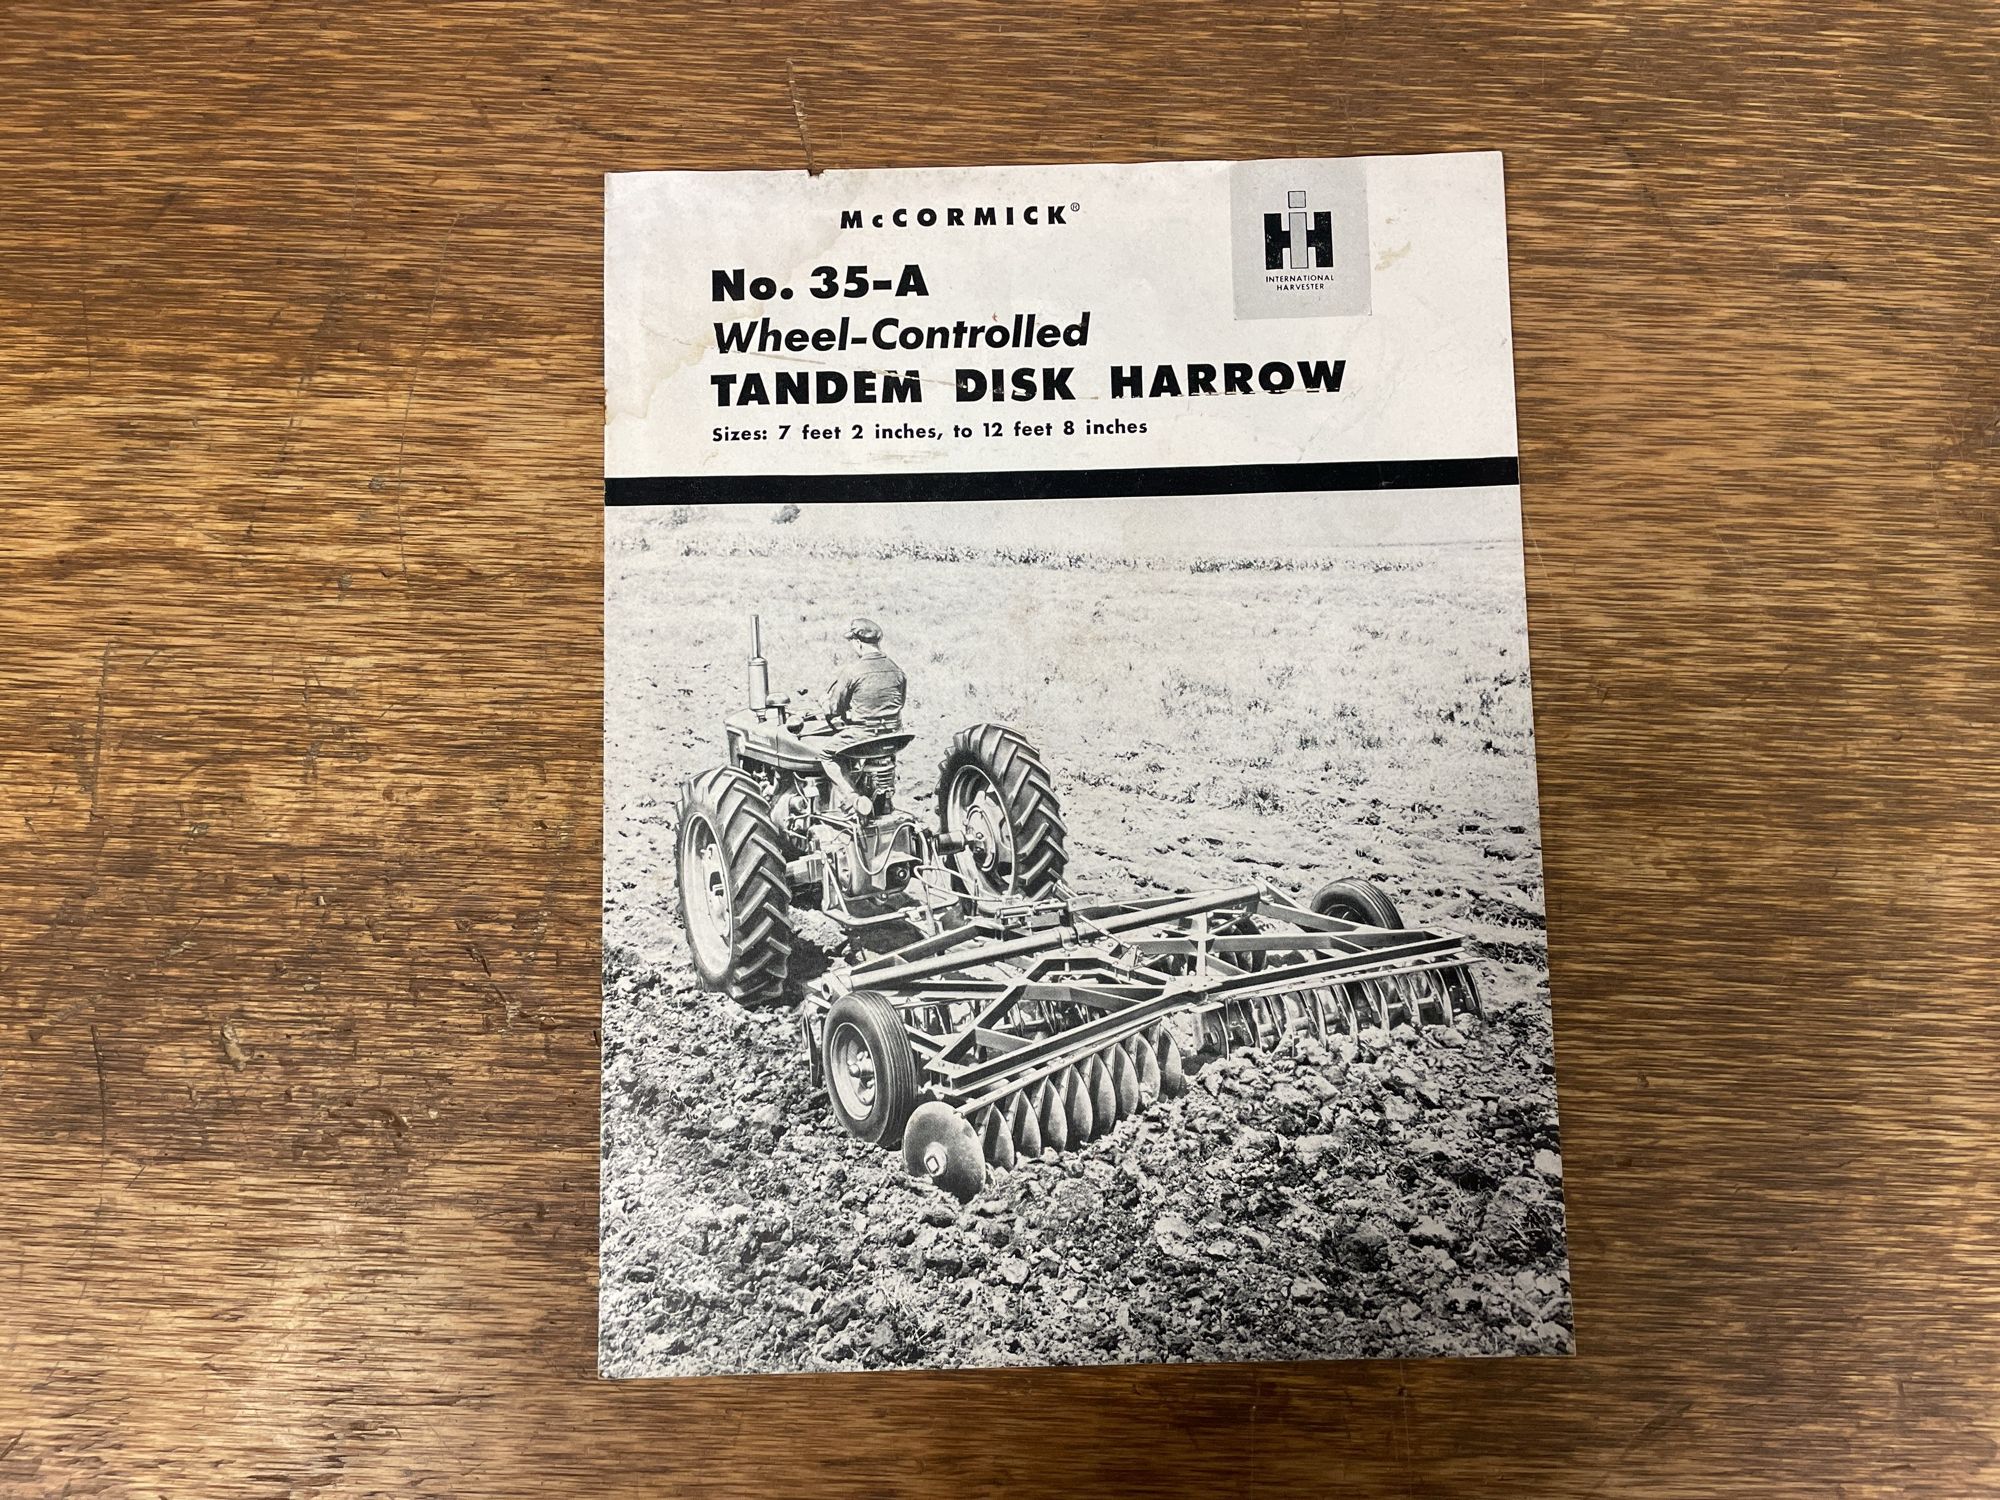 McCORMICK®
IH
INTERNATIONAL
HARVESTER
No. 35-A
Wheel-Controlled
TANDEM DISK HARROW
Sizes: 7 feet 2 inches, to 12 feet 8 inches